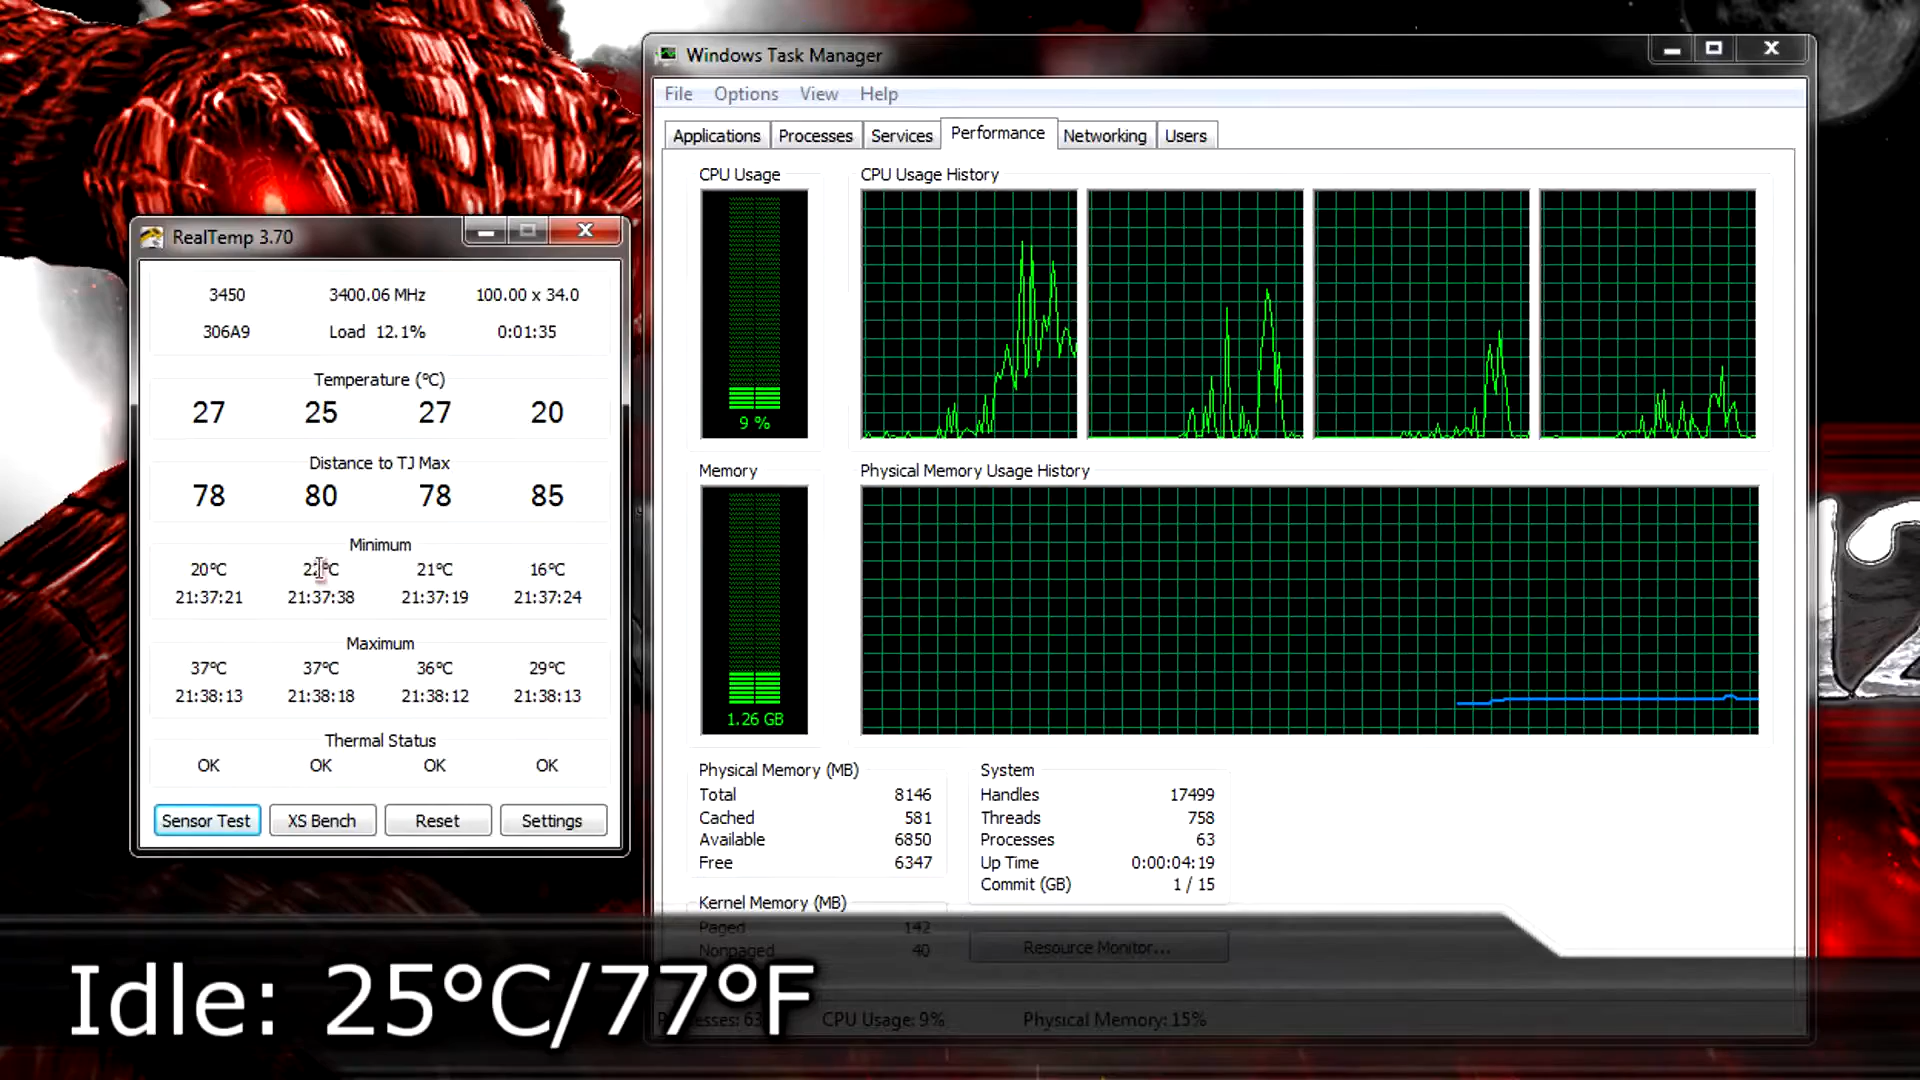 RealTemp 3.70
3450 3400.06 MHz 100.00 x 34.0
306A9 Load 12.1% 0:01:35
Temperature (°C)
27 25 27 20
Distance to TJ Max
78 80 78 85
Minimum
20°C 22°C 21°C 16°C
21:37:21 21:37:38 21:37:19 21:37:24
Maximum
37°C 37°C 36°C 29°C
21:38:13 21:38:18 21:38:12 21:38:13
Thermal Status
OK OK OK OK
Sensor Test XS Bench Reset Settings
Windows Task Manager
File Options View Help
Applications Processes Services Performance Networking Users
CPU Usage CPU Usage History
9 %
Memory Physical Memory Usage History
1.26 GB
Physical Memory (MB)
Total 8146
Cached 581
Available 6850
Free 6347
System
Handles 17499
Threads 758
Processes 63
Up Time 0:00:04:19
Commit (GB) 1 / 15
Kernel Memory (MB)
Paged 142
Nonpaged 40
Resource Monitor...
CPU Usage: 9% Physical Memory: 15%
12
Idle: 25°C/77°F